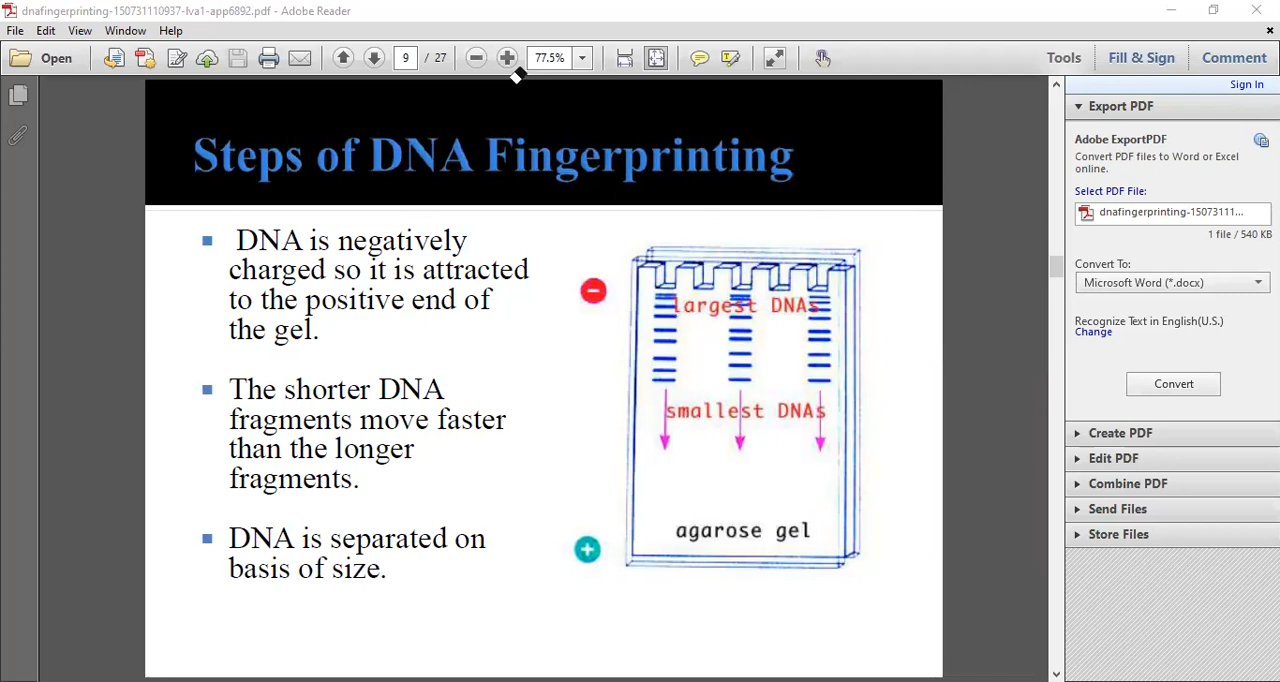 dnafingerprinting-150731110937-lva1-app6892.pdf - Adobe Reader
File Edit View Window Help
Open 9 / 27 77.5% Tools Fill & Sign Comment
Sign In
Steps of DNA Fingerprinting
DNA is negatively
charged so it is attracted
to the positive end of
the gel.
The shorter DNA
fragments move faster
than the longer
fragments.
DNA is separated on
basis of size.
largest DNAs
smallest DNAs
agarose gel
Export PDF
Adobe ExportPDF
Convert PDF files to Word or Excel
online.
Select PDF File:
dnafingerprinting-15073111...
1 file / 540 KB
Convert To:
Microsoft Word (*.docx)
Recognize Text in English(U.S.)
Change
Convert
Create PDF
Edit PDF
Combine PDF
Send Files
Store Files